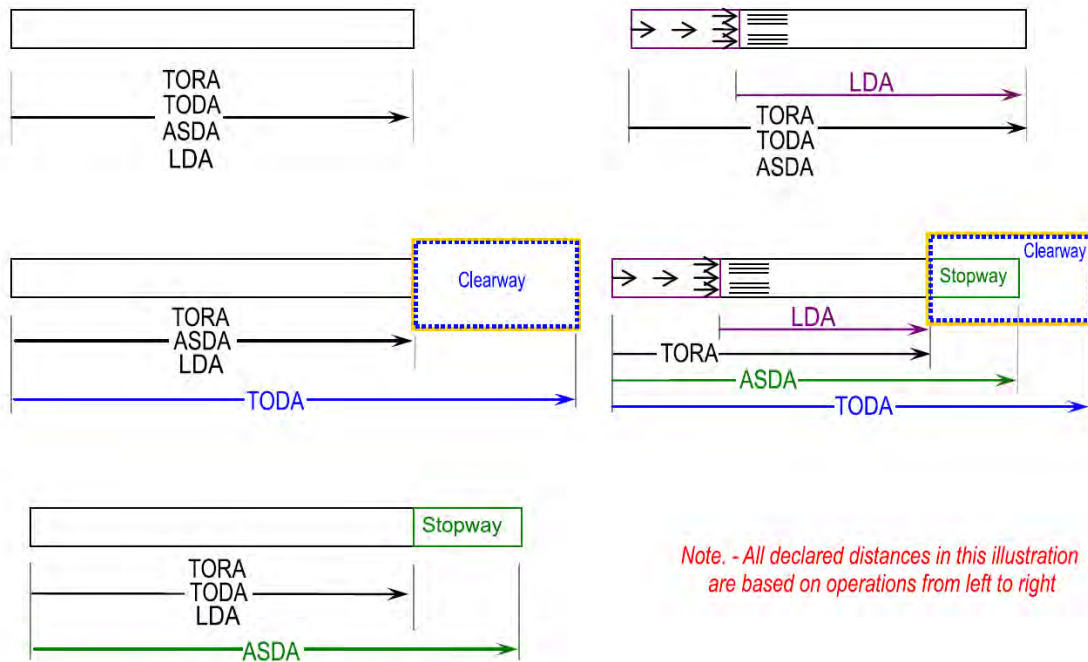 TORA
TODA
ASDA
LDA
LDA
TORA
TODA
ASDA
Clearway
TORA
ASDA
LDA
TODA
Clearway
Stopway
LDA
TORA
ASDA
TODA
Stopway
TORA
TODA
LDA
ASDA
Note. - All declared distances in this illustration
are based on operations from left to right